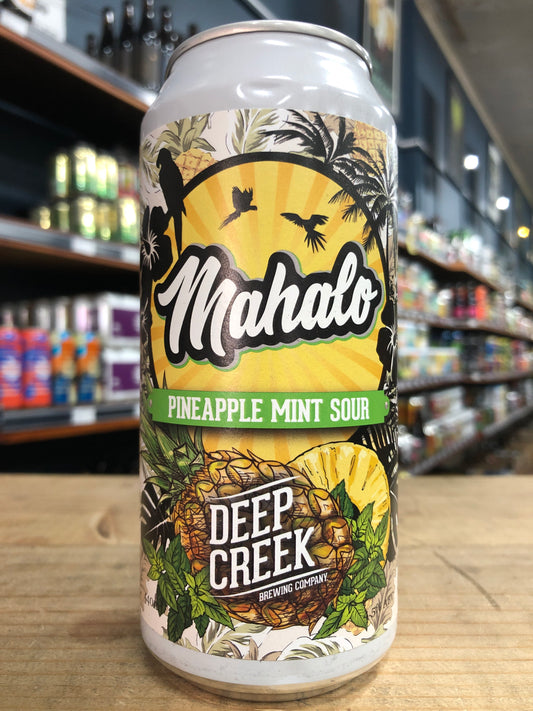 Mahalo
PINEAPPLE MINT SOUR
DEEP
CREEK
BREWING COMPANY